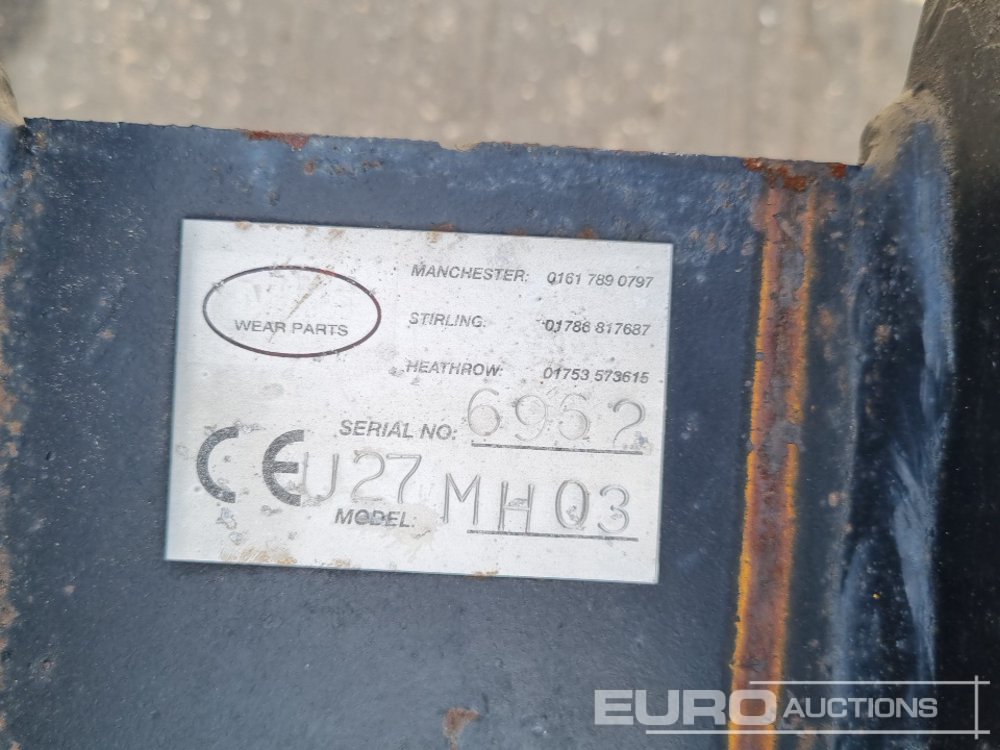 WEAR PARTS
MANCHESTER: 0161 789 0797
STIRLING: 01786 817687
HEATHROW: 01753 573615
SERIAL NO: 6952
CE U27
MODEL: MH03
EURO AUCTIONS